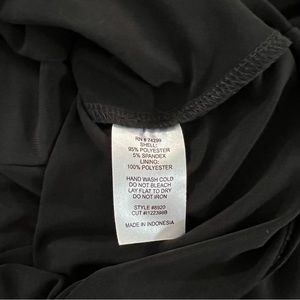 RN # 74299
SHELL:
95% POLYESTER
5% SPANDEX
LINING:
100% POLYESTER
HAND WASH COLD
DO NOT BLEACH
LAY FLAT TO DRY
DO NOT IRON
STYLE #8920
CUT
MADE IN INDONESIA